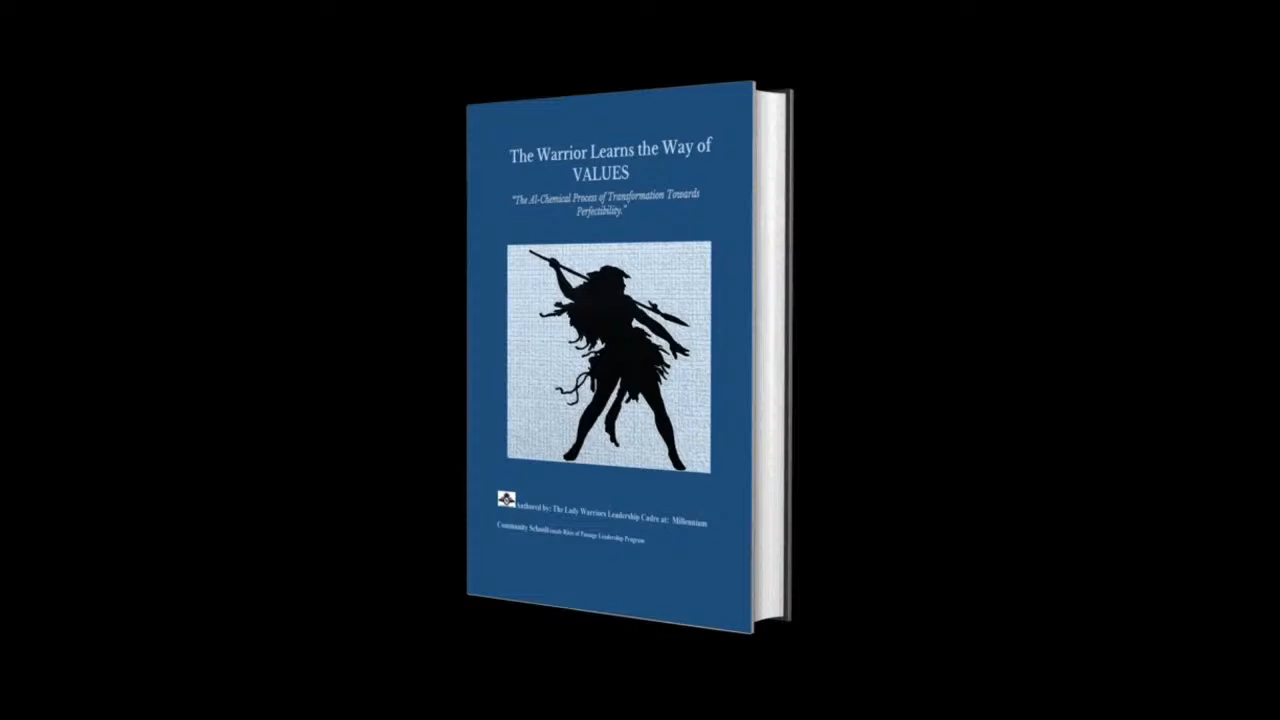 The Warrior Learns the Way of
VALUES
"The Al-Chemical Process of Transformation Towards
Perfectibility."
Authored by: The Lady Warriors Leadership Cadre at: Millennium
Community School Rites of Passage Leadership Program